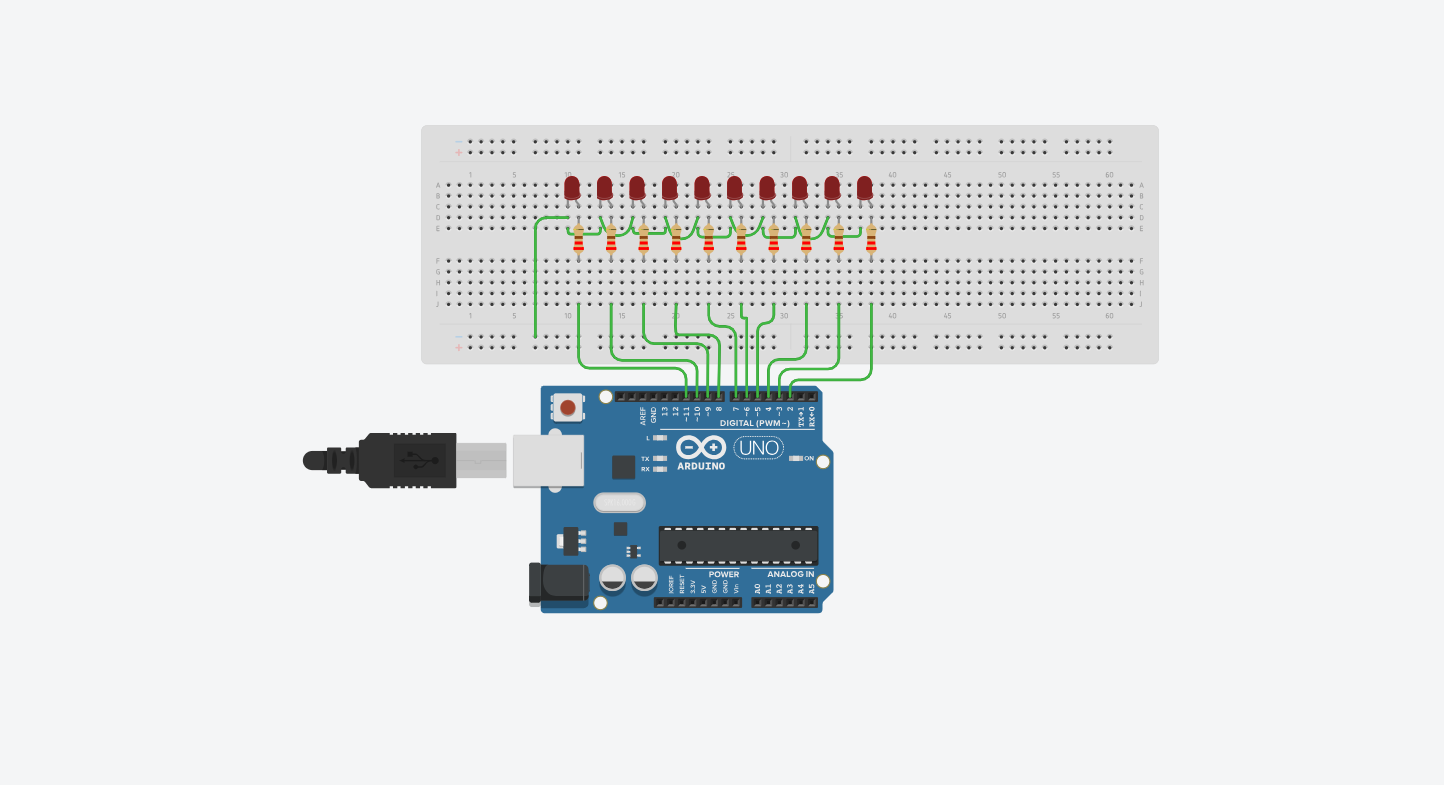 − +
1 5 10 15 20 25 30 35 40 45 50 55 60
A A
B B
C C
D D
E E
F F
G G
H H
I I
J J
1 5 10 15 20 25 30 35 40 45 50 55 60
− +
AREF GND 13 12 ~11 ~10 ~9 8 7 ~6 ~5 4 ~3 2 TX→1 RX←0
DIGITAL (PWM~)
L
TX
RX
UNO
ON
ARDUINO
POWER ANALOG IN
IOREF RESET 3.3V 5V GND GND Vin A0 A1 A2 A3 A4 A5